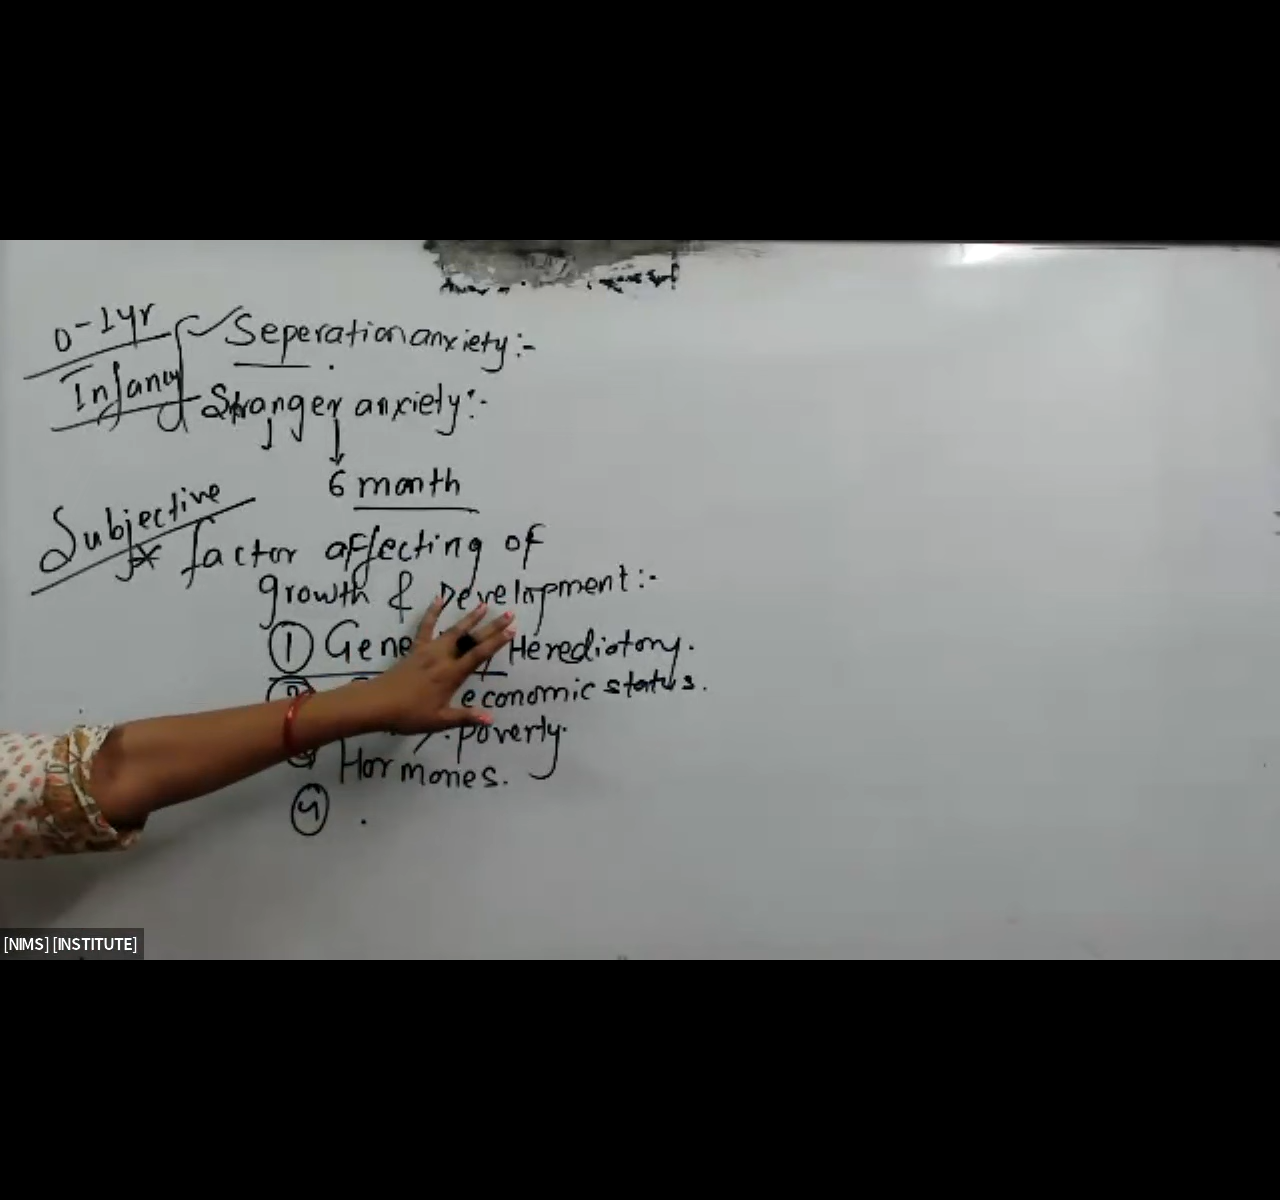 0-1yr
Infancy
Seperation anxiety:-
Stranger anxiety:-
6 month
Subjective
* factor affecting of
growth & Development:-
① Gene Herediotory.
economic status.
poverty.
Hormones.
④ .
[NIMS] [INSTITUTE]